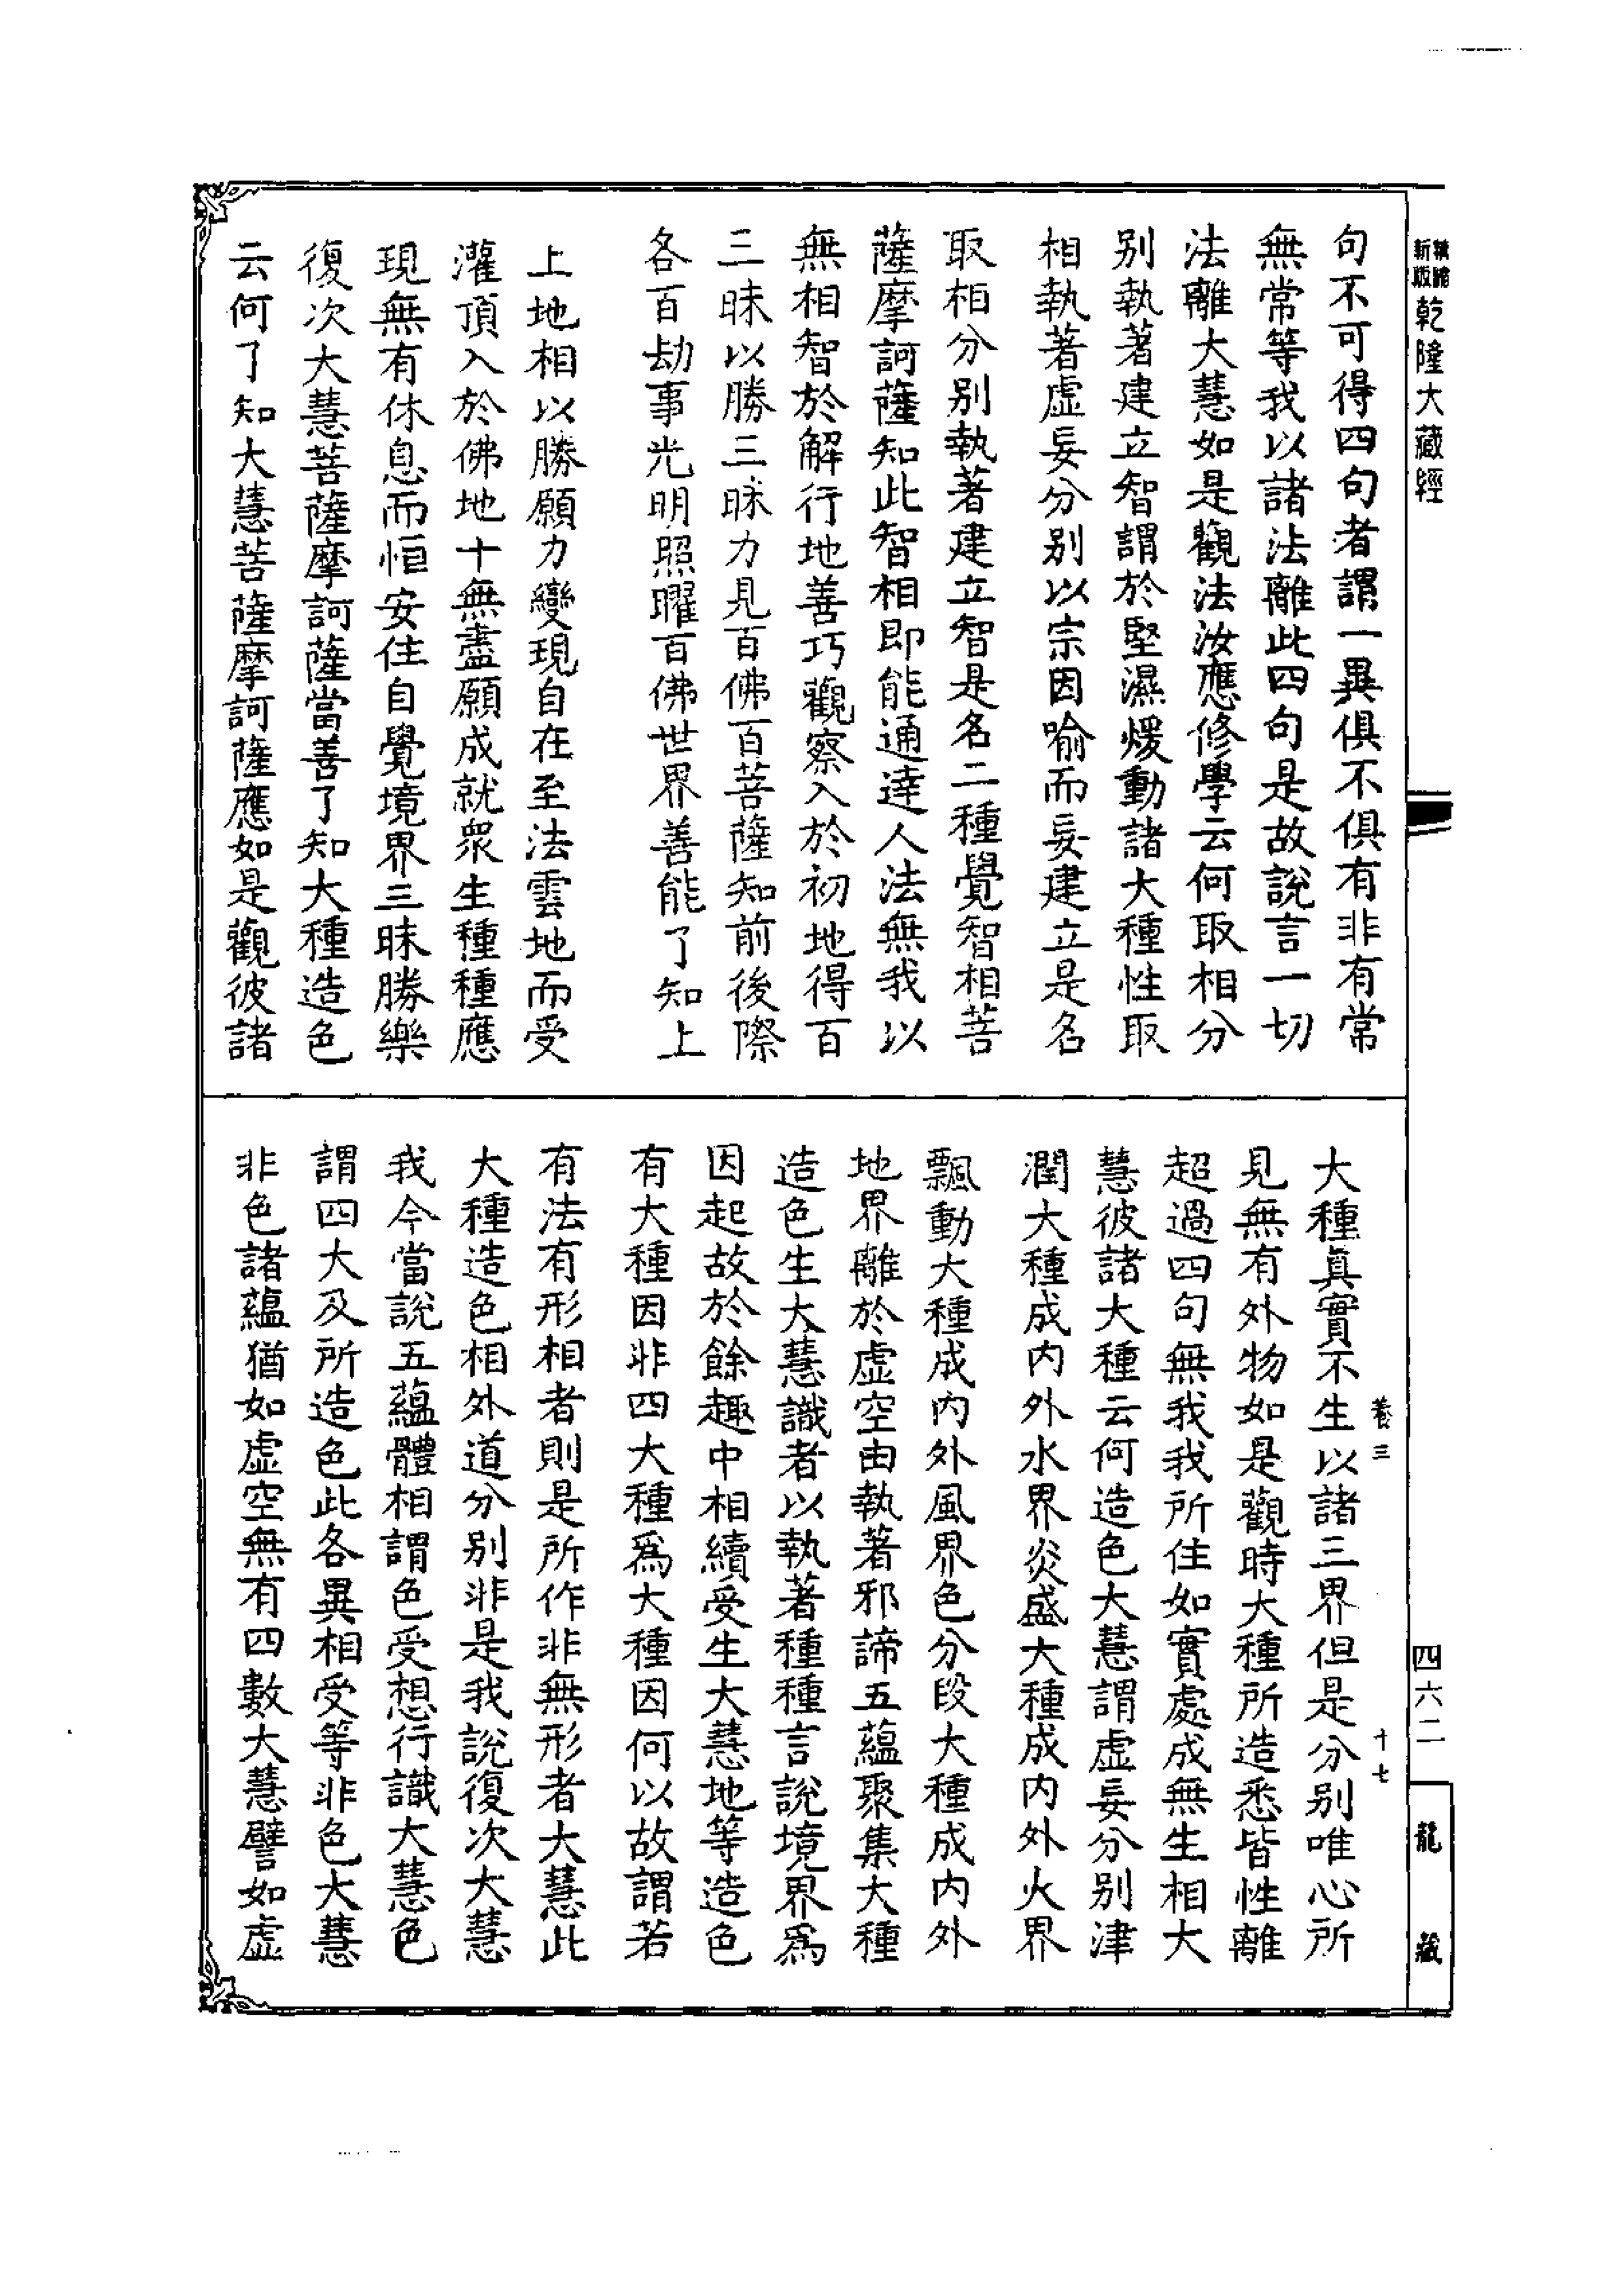 乾隆大藏經
句不可得四句者謂一異俱不俱有非有常
無常等我以諸法離此四句是故說言一切
法離大慧如是觀法汝應修學云何取相分
別執著建立智謂於堅濕煖動諸大種性取
相執著虛妄分別以宗因喻而妄建立是名
取相分別執著建立智是名二種覺智相菩
薩摩訶薩知此智相即能通達人法無我以
無相智於解行地善巧觀察入於初地得百
三昧以勝三昧力見百佛百菩薩知前後際
各百劫事光明照曜百佛世界善能了知上
上地相以勝願力變現自在至法雲地而受
灌頂入於佛地十無盡願成就衆生種種應
現無有休息而恒安住自覺境界三昧勝樂
復次大慧菩薩摩訶薩當善了知大種造色
云何了知大慧菩薩摩訶薩應如是觀彼諸
卷三
十七
大種真實不生以諸三界但是分別唯心所
見無有外物如是觀時大種所造悉皆性離
超過四句無我我所住如實處成無生相大
慧彼諸大種云何造色大慧謂虛妄分別津
潤大種成內外水界炎盛大種成內外火界
飄動大種成內外風界色分段大種成內外
地界離於虛空由執著邪諦五蘊聚集大種
造色生大慧識者以執著種種言說境界爲
因起故於餘趣中相續受生大慧地等造色
有大種因非四大種爲大種因何以故謂若
有法有形相者則是所作非無形者大慧此
大種造色相外道分別非是我說復次大慧
我今當說五蘊體相謂色受想行識大慧色
謂四大及所造色此各異相受等非色大慧
非色諸蘊猶如虛空無有四數大慧譬如虛
四六二
龍藏